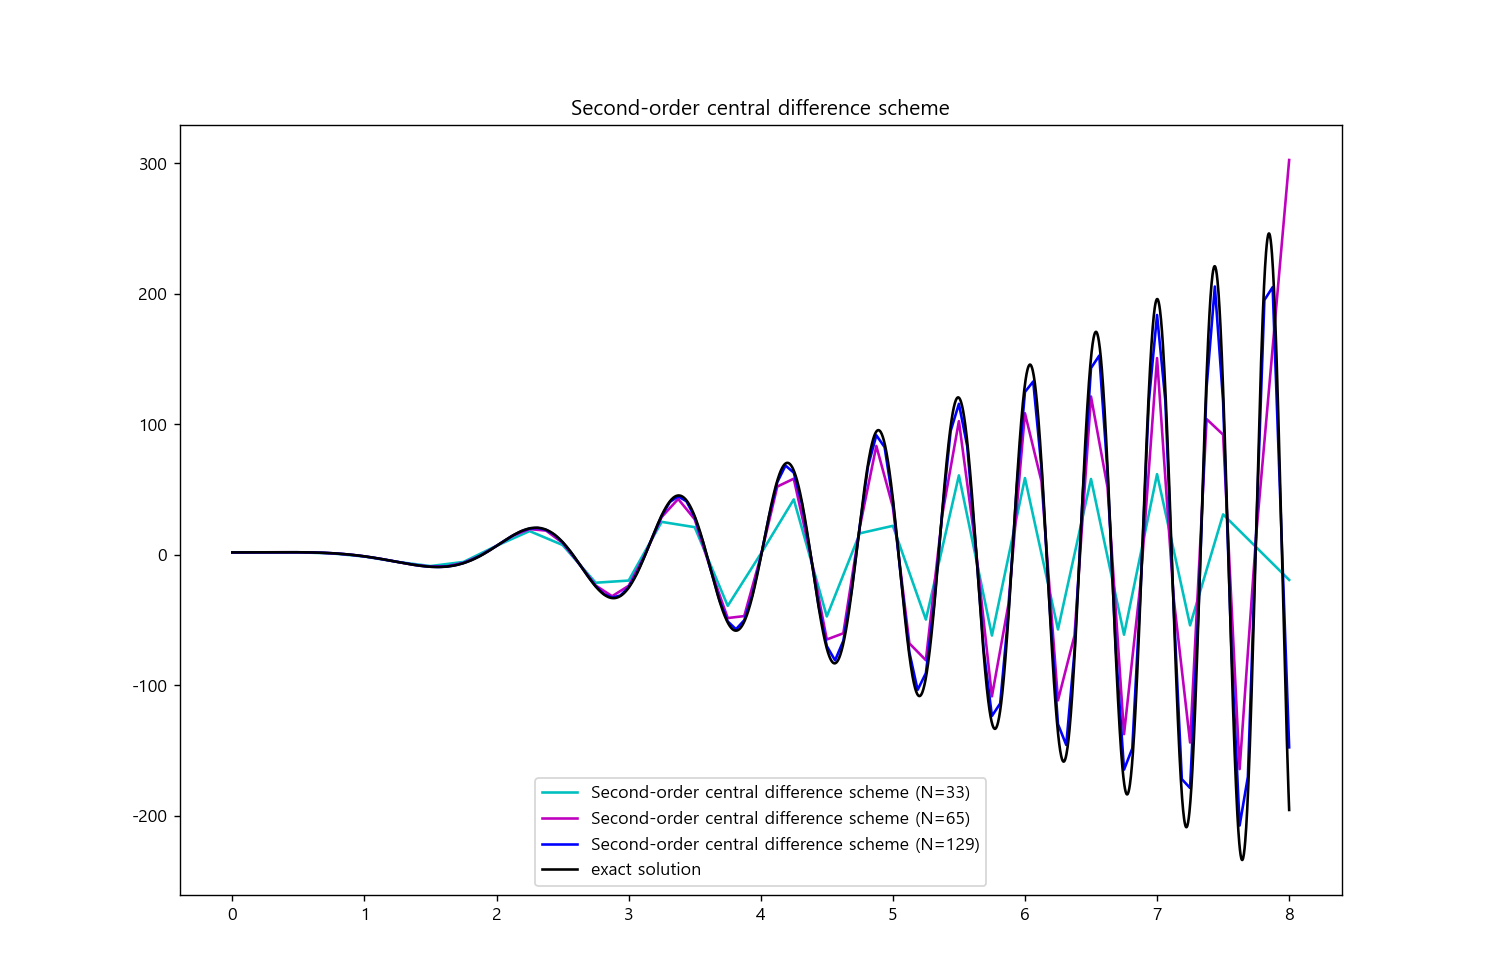 Second-order central difference scheme
300
200
100
0
-100
-200
Second-order central difference scheme (N=33)
Second-order central difference scheme (N=65)
Second-order central difference scheme (N=129)
exact solution
0 1 2 3 4 5 6 7 8